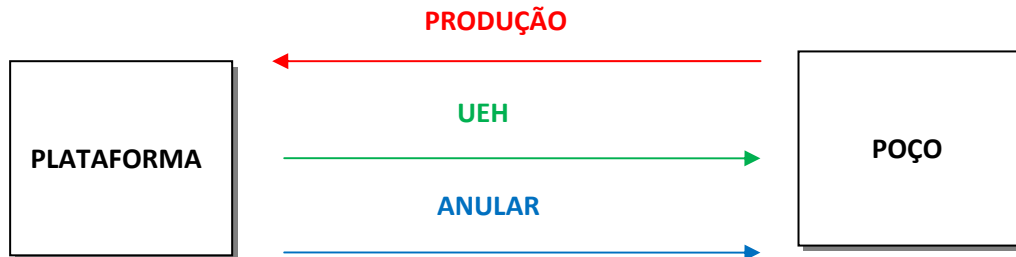 PRODUÇÃO
UEH
PLATAFORMA
POÇO
ANULAR